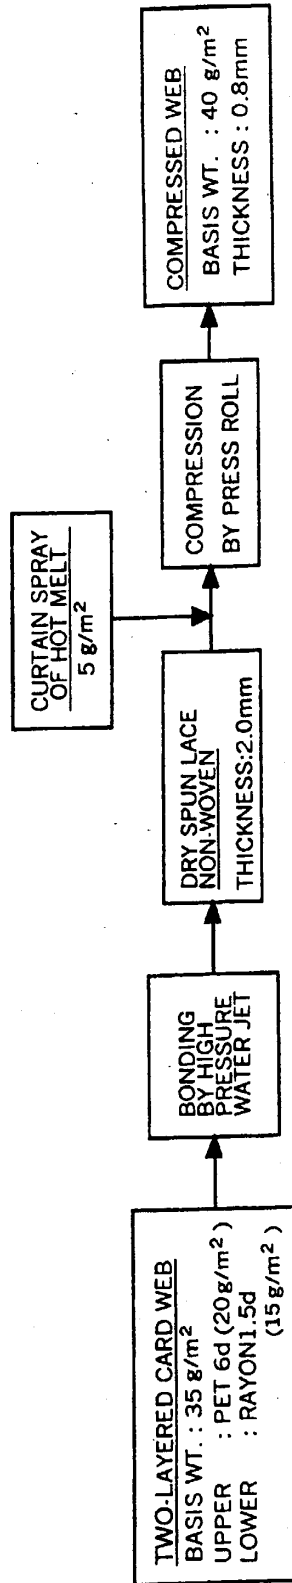 TWO-LAYERED CARD WEB
BASIS WT. : 35 g/m²
UPPER : PET 6d (20g/m²)
LOWER : RAYON1.5d
(15g/m²)
BONDING
BY HIGH
PRESSURE
WATER JET
DRY SPUN LACE
NON-WOVEN
THICKNESS:2.0mm
CURTAIN SPRAY
OF HOT MELT
5 g/m²
COMPRESSION
BY PRESS ROLL
COMPRESSED WEB
BASIS WT. : 40 g/m²
THICKNESS : 0.8mm